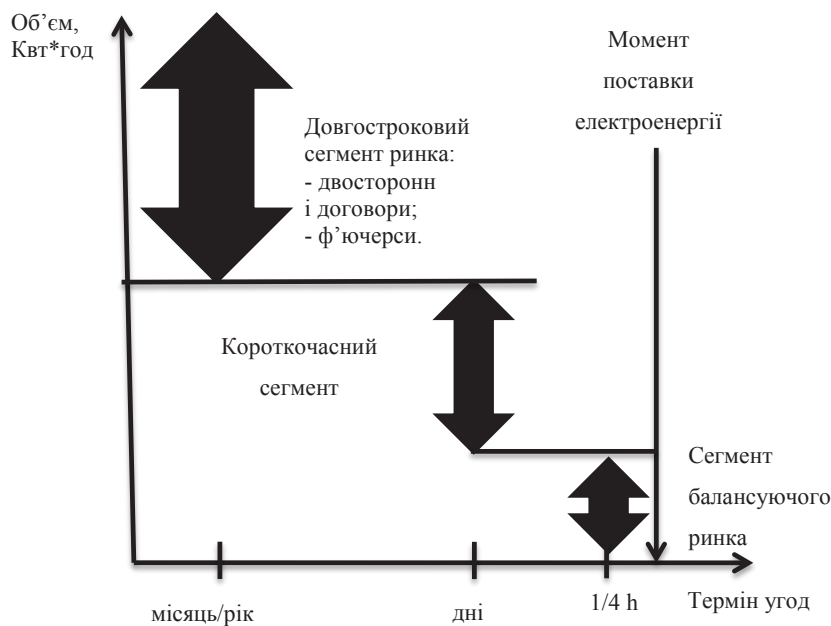 Об’єм,
Квт*год
Момент
поставки
електроенергії
Довгостроковий
сегмент ринка:
- двосторонн
і договори;
- ф’ючерси.
Короткочасний
сегмент
Сегмент
балансуючого
ринка
місяць/рік
дні
1/4 h
Термін угод